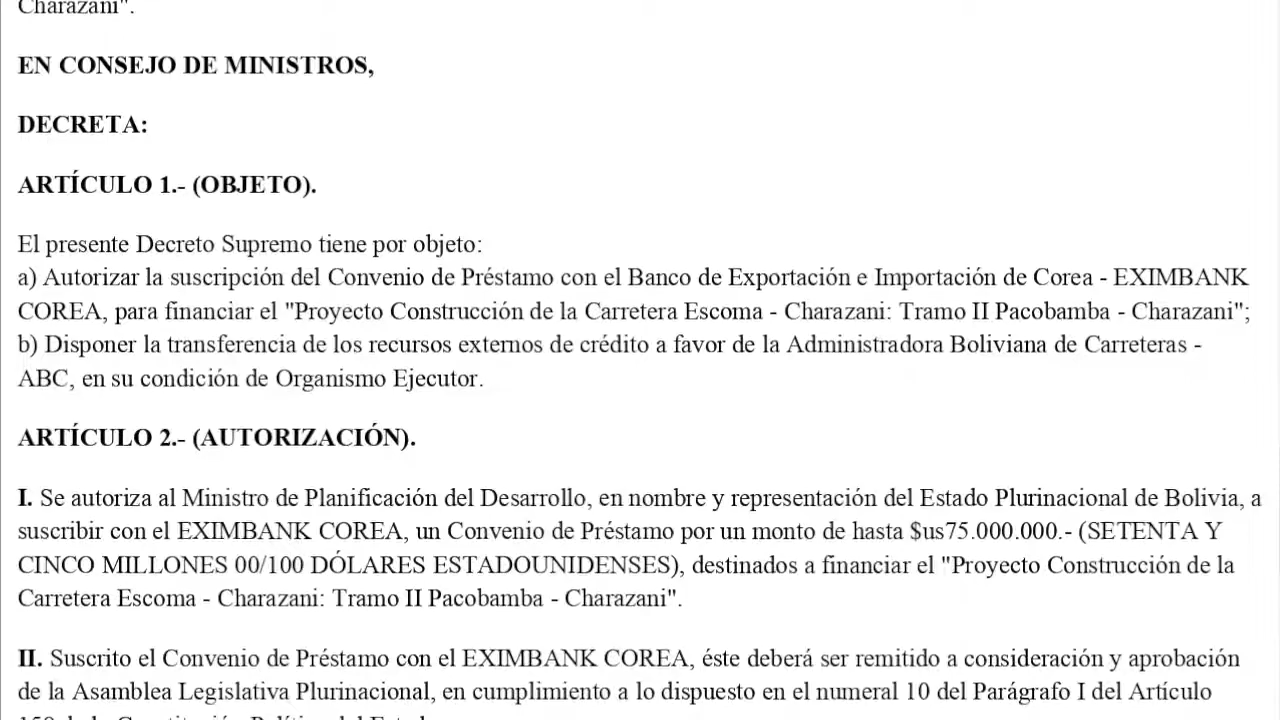 Charazani".
EN CONSEJO DE MINISTROS,
DECRETA:
ARTÍCULO 1.- (OBJETO).
El presente Decreto Supremo tiene por objeto:
a) Autorizar la suscripción del Convenio de Préstamo con el Banco de Exportación e Importación de Corea - EXIMBANK
COREA, para financiar el "Proyecto Construcción de la Carretera Escoma - Charazani: Tramo II Pacobamba - Charazani";
b) Disponer la transferencia de los recursos externos de crédito a favor de la Administradora Boliviana de Carreteras -
ABC, en su condición de Organismo Ejecutor.
ARTÍCULO 2.- (AUTORIZACIÓN).
I. Se autoriza al Ministro de Planificación del Desarrollo, en nombre y representación del Estado Plurinacional de Bolivia, a
suscribir con el EXIMBANK COREA, un Convenio de Préstamo por un monto de hasta $us75.000.000.- (SETENTA Y
CINCO MILLONES 00/100 DÓLARES ESTADOUNIDENSES), destinados a financiar el "Proyecto Construcción de la
Carretera Escoma - Charazani: Tramo II Pacobamba - Charazani".
II. Suscrito el Convenio de Préstamo con el EXIMBANK COREA, éste deberá ser remitido a consideración y aprobación
de la Asamblea Legislativa Plurinacional, en cumplimiento a lo dispuesto en el numeral 10 del Parágrafo I del Artículo